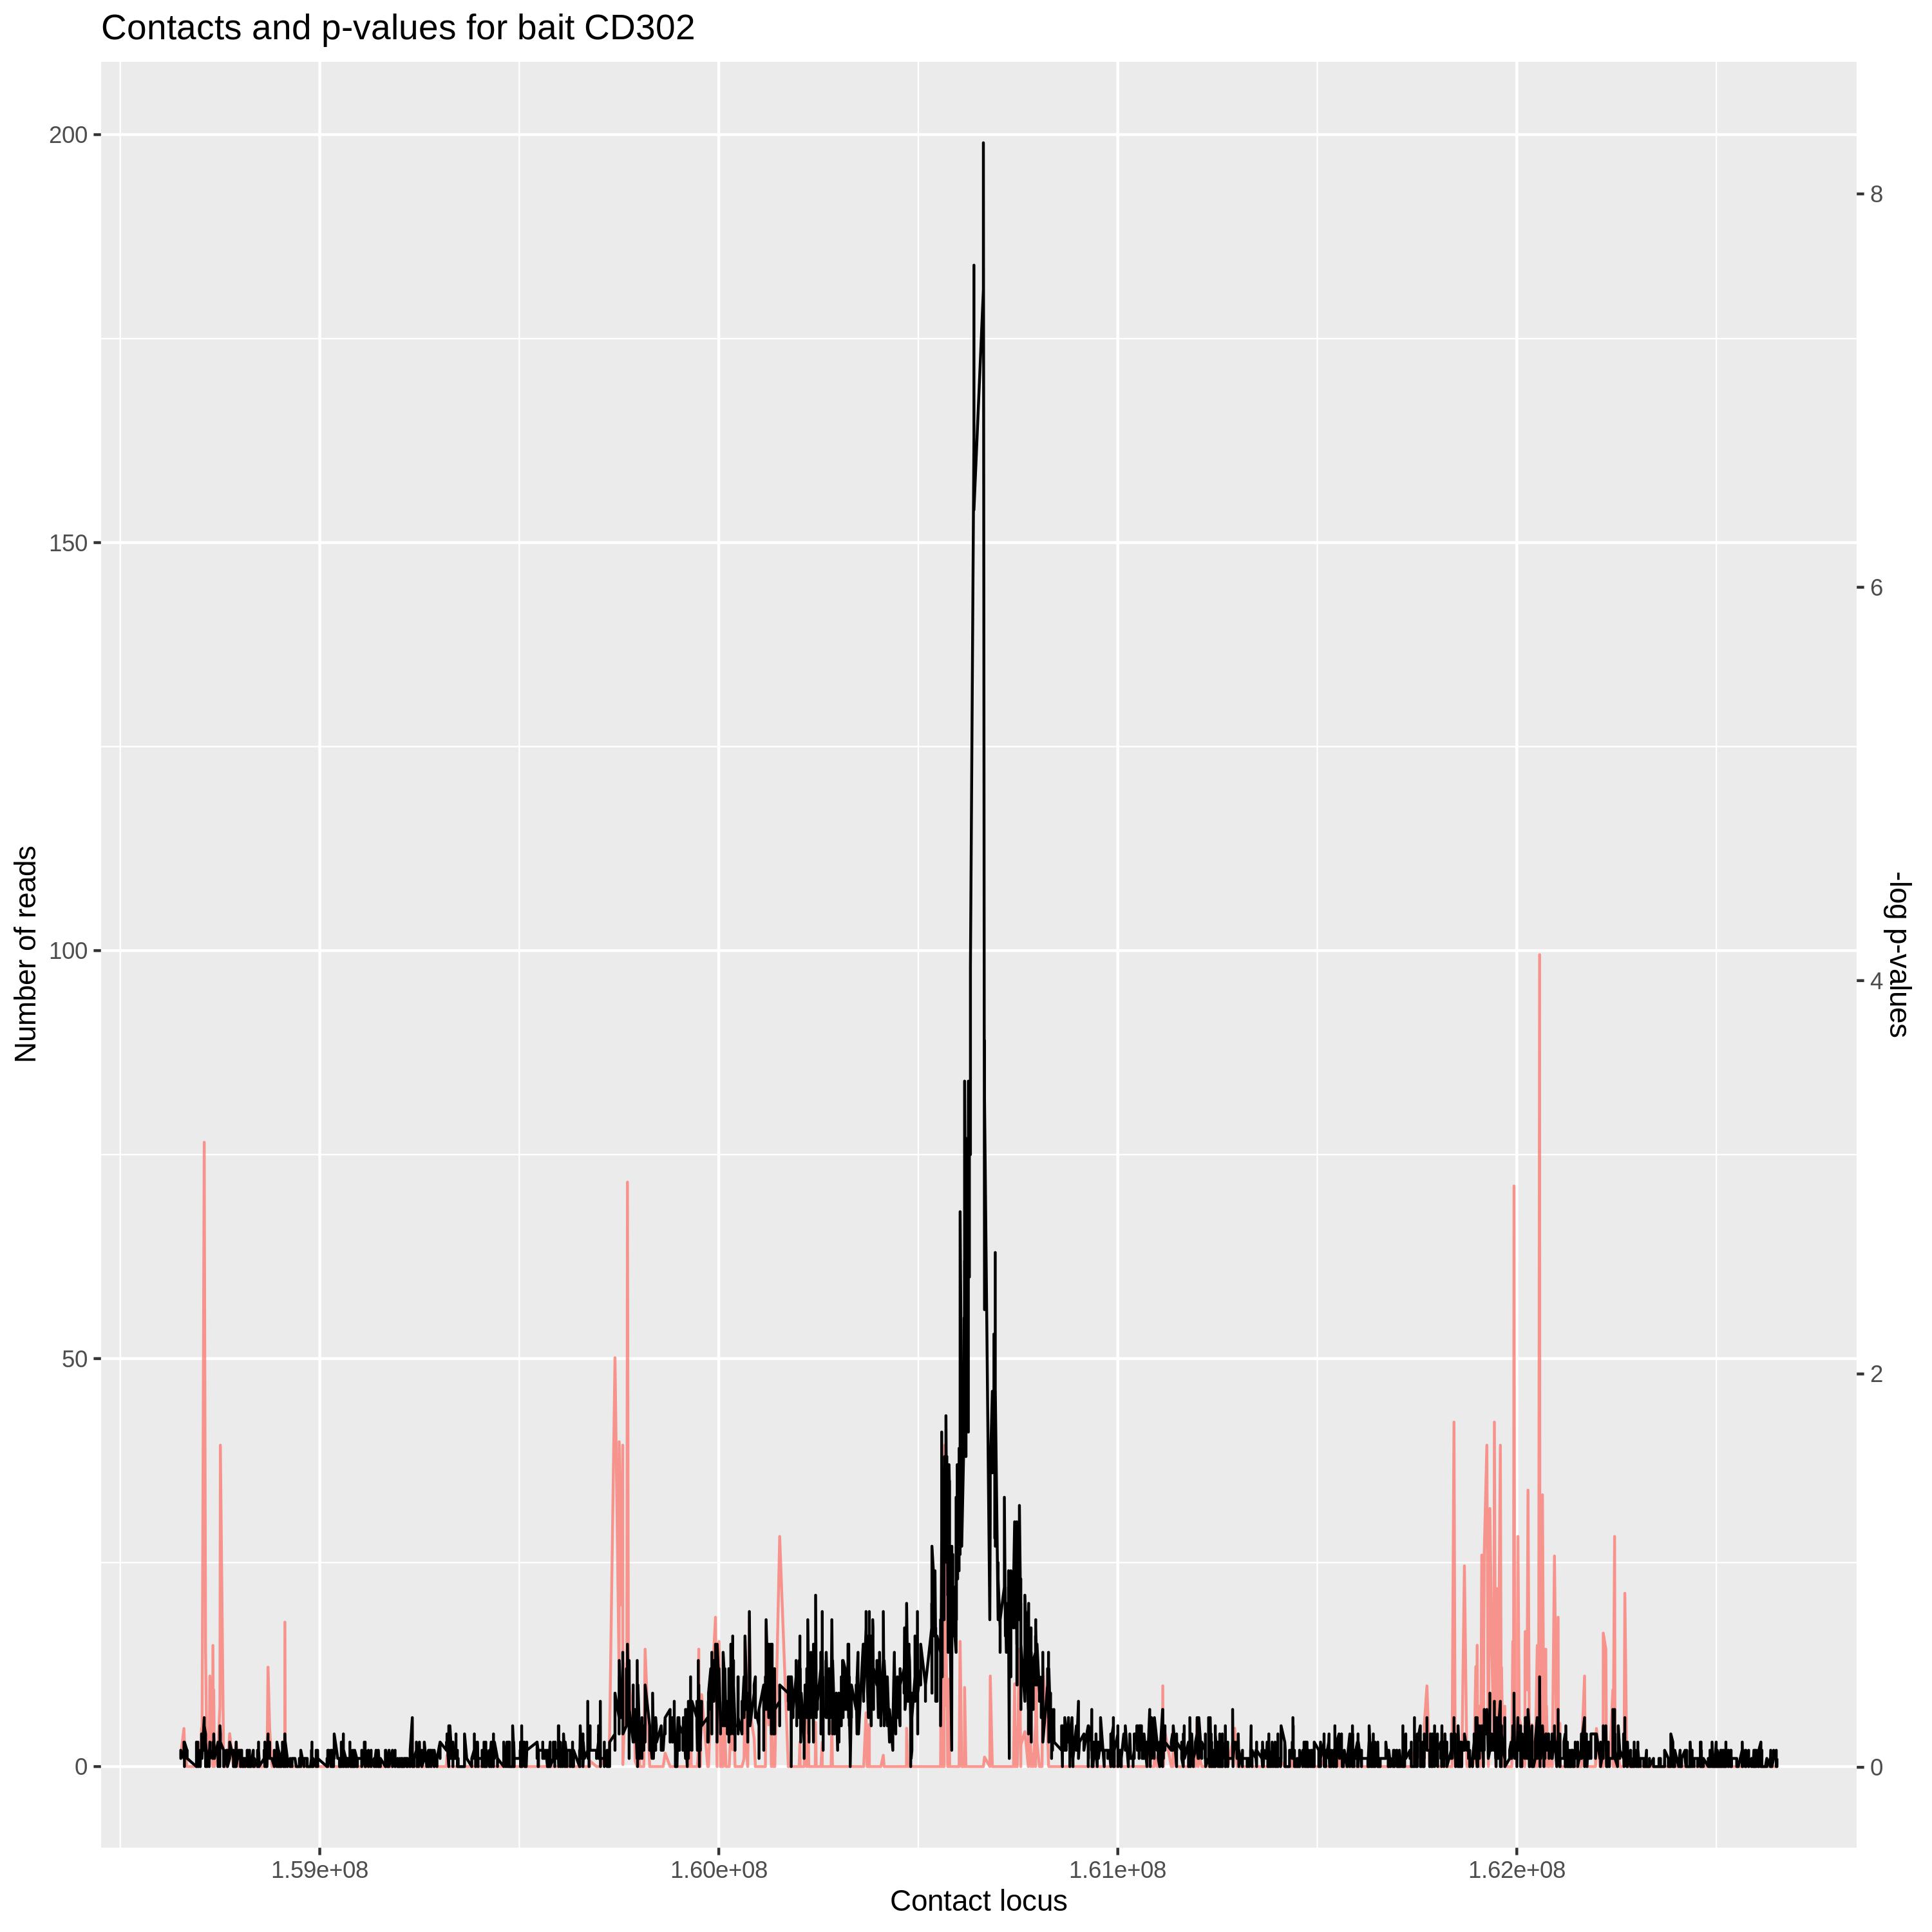 Contacts and p-values for bait CD302
Number of reads
200
150
100
50
0
8
6
4
2
0
-log p-values
1.59e+08
1.60e+08
1.61e+08
1.62e+08
Contact locus